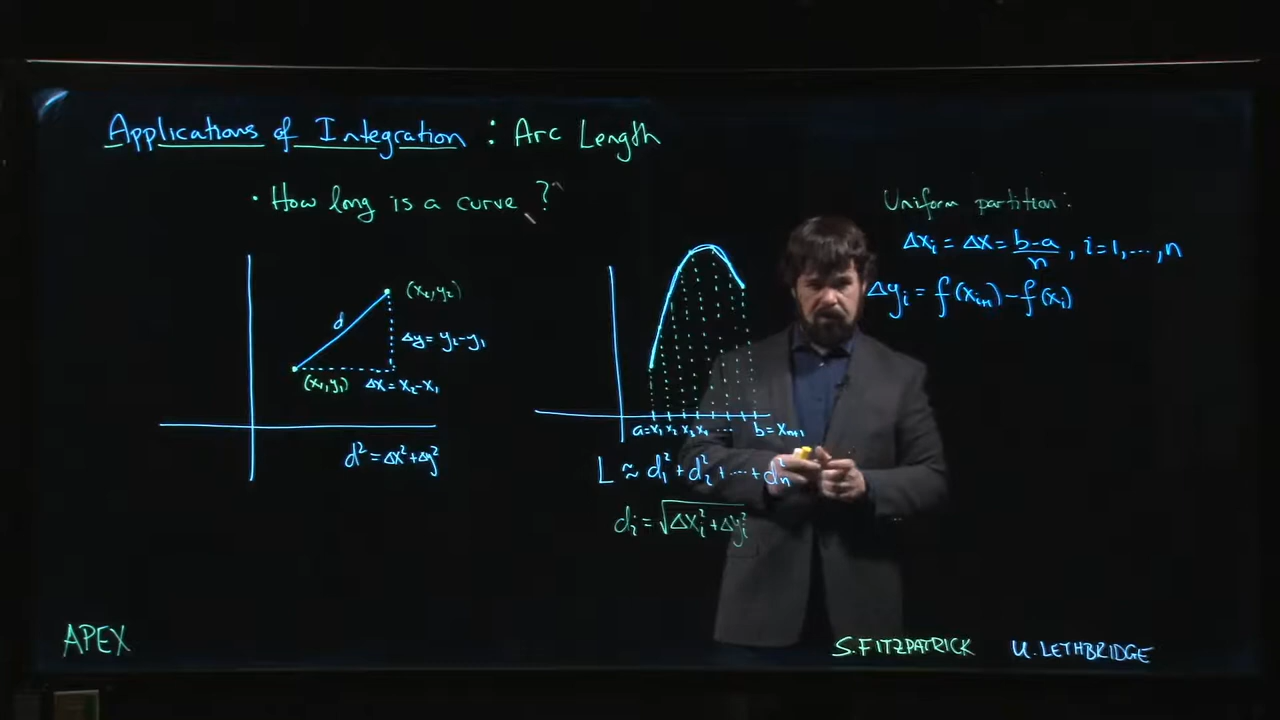 Applications of Integration : Arc Length
· How long is a curve ?
(x₂,y₂)
d
Δy = y₂-y₁
(x₁,y₁) Δx = x₂-x₁
d² = Δx²+Δy²
a=x₁ x₂ x₃ x₄ ... b=xₙ₊₁
L ≈ d₁² + d₂² + ... + dₙ²
dᵢ = √(Δxᵢ²+Δyᵢ²)
Uniform partition:
Δxᵢ = Δx = (b-a)/n , i=1,...,n
Δyᵢ = f(xᵢ₊₁)-f(xᵢ)
APEX
S.FITZPATRICK U.LETHBRIDGE